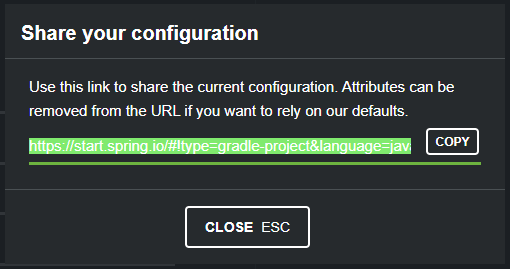 Share your configuration
Use this link to share the current configuration. Attributes can be
removed from the URL if you want to rely on our defaults.
https://start.spring.io/#!type=gradle-project&language=jav
COPY
CLOSE ESC